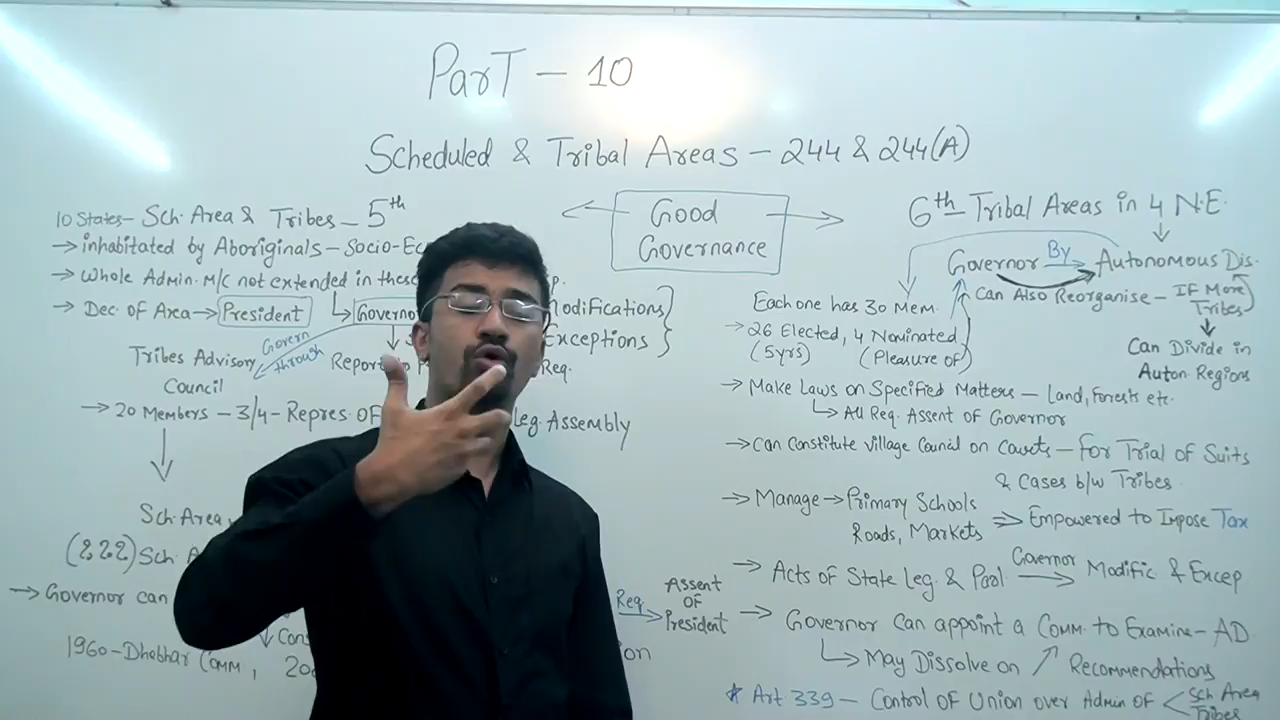 ParT - 10
Scheduled & Tribal Areas - 244 & 244(A)
Good
Governance
10 States - Sch. Area & Tribes - 5th
→ inhabitated by Aboriginals - Socio-Ec
→ Whole Admin. M/C not extended in these
p.
→ Dec. of Area → President
Governo
Modifications
Exceptions
Govern
through
Tribes Advisory
Council
Report
Req.
→ 20 Members - 3/4 - Repres OF
Leg. Assembly
Sch. Area
(222) Sch. A
→ Governor can
Req
Assent
OF
President
Cons
1960 - Dhebhar Comm,
200
on
6th - Tribal Areas in 4 N.E.
Governor By Autonomous Dis.
Can Also Reorganise - IF More
Tribes
Can Divide in
Auton. Regions
Each one has 30 Mem.
→ 26 Elected, 4 Nominated
(5yrs) (Pleasure of)
→ Make Laws on Specified Matters - Land, Forests etc.
All Req. Assent of Governor
→ Can Constitute village Council on Courts - For Trial of Suits
& Cases b/w Tribes
→ Manage → Primary Schools
Roads, Markets ⇒ Empowered to Impose Tax
→ Acts of State Leg. & Parl Governor → Modific & Excep
→ Governor Can appoint a Comm. to Examine - AD
May Dissolve on Recommendations
* Art 339 - Control of Union over Admin of < Sch Area
Tribes